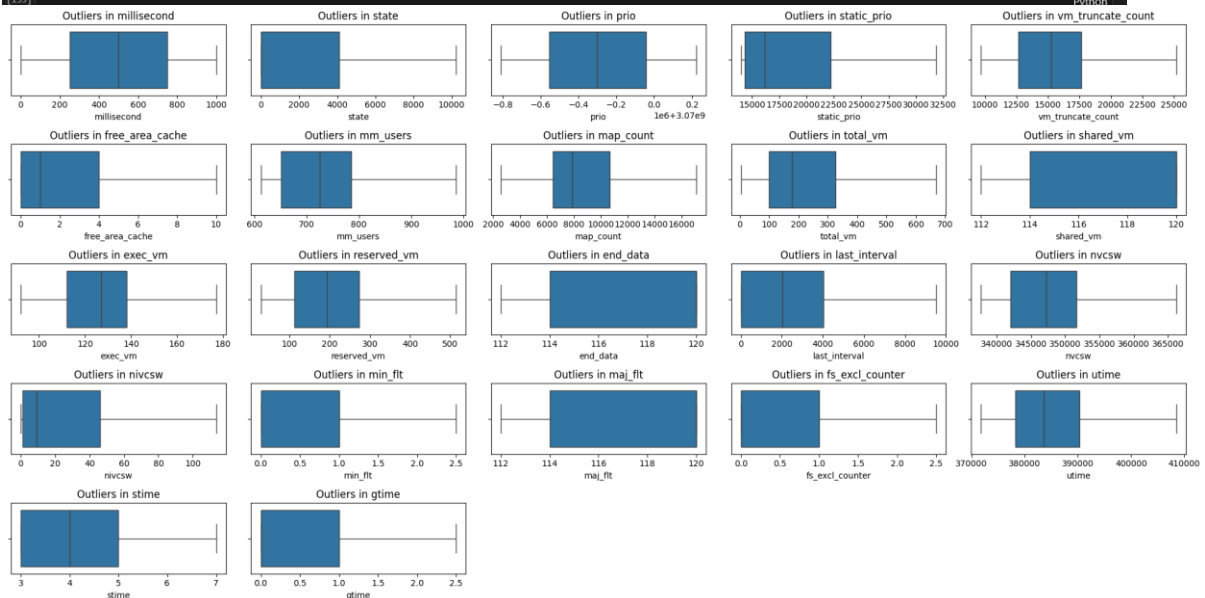 [155]
Python
Outliers in millisecond Outliers in state Outliers in prio Outliers in static_prio Outliers in vm_truncate_count
0 200 400 600 800 1000 0 2000 4000 6000 8000 10000 −0.8 −0.6 −0.4 −0.2 0.0 0.2 15000 17500 20000 22500 25000 27500 30000 32500 10000 15000 20000 25000
1e6+3.07e9
millisecond state prio static_prio vm_truncate_count
Outliers in free_area_cache Outliers in mm_users Outliers in map_count Outliers in total_vm Outliers in shared_vm
0 2 4 6 8 10 600 700 800 900 1000 2000 4000 6000 8000 10000 12000 14000 16000 0 100 200 300 400 500 600 700 112 114 116 118 120
free_area_cache mm_users map_count total_vm shared_vm
Outliers in exec_vm Outliers in reserved_vm Outliers in end_data Outliers in last_interval Outliers in nvcsw
100 120 140 160 180 100 200 300 400 500 112 114 116 118 120 0 2000 4000 6000 8000 10000 340000 345000 350000 355000 360000 365000
exec_vm reserved_vm end_data last_interval nvcsw
Outliers in nivcsw Outliers in min_flt Outliers in maj_flt Outliers in fs_excl_counter Outliers in utime
0 20 40 60 80 100 0.0 0.5 1.0 1.5 2.0 2.5 112 114 116 118 120 0.0 0.5 1.0 1.5 2.0 2.5 370000 380000 390000 400000 410000
nivcsw min_flt maj_flt fs_excl_counter utime
Outliers in stime Outliers in gtime
3 4 5 6 7 0.0 0.5 1.0 1.5 2.0 2.5
stime gtime